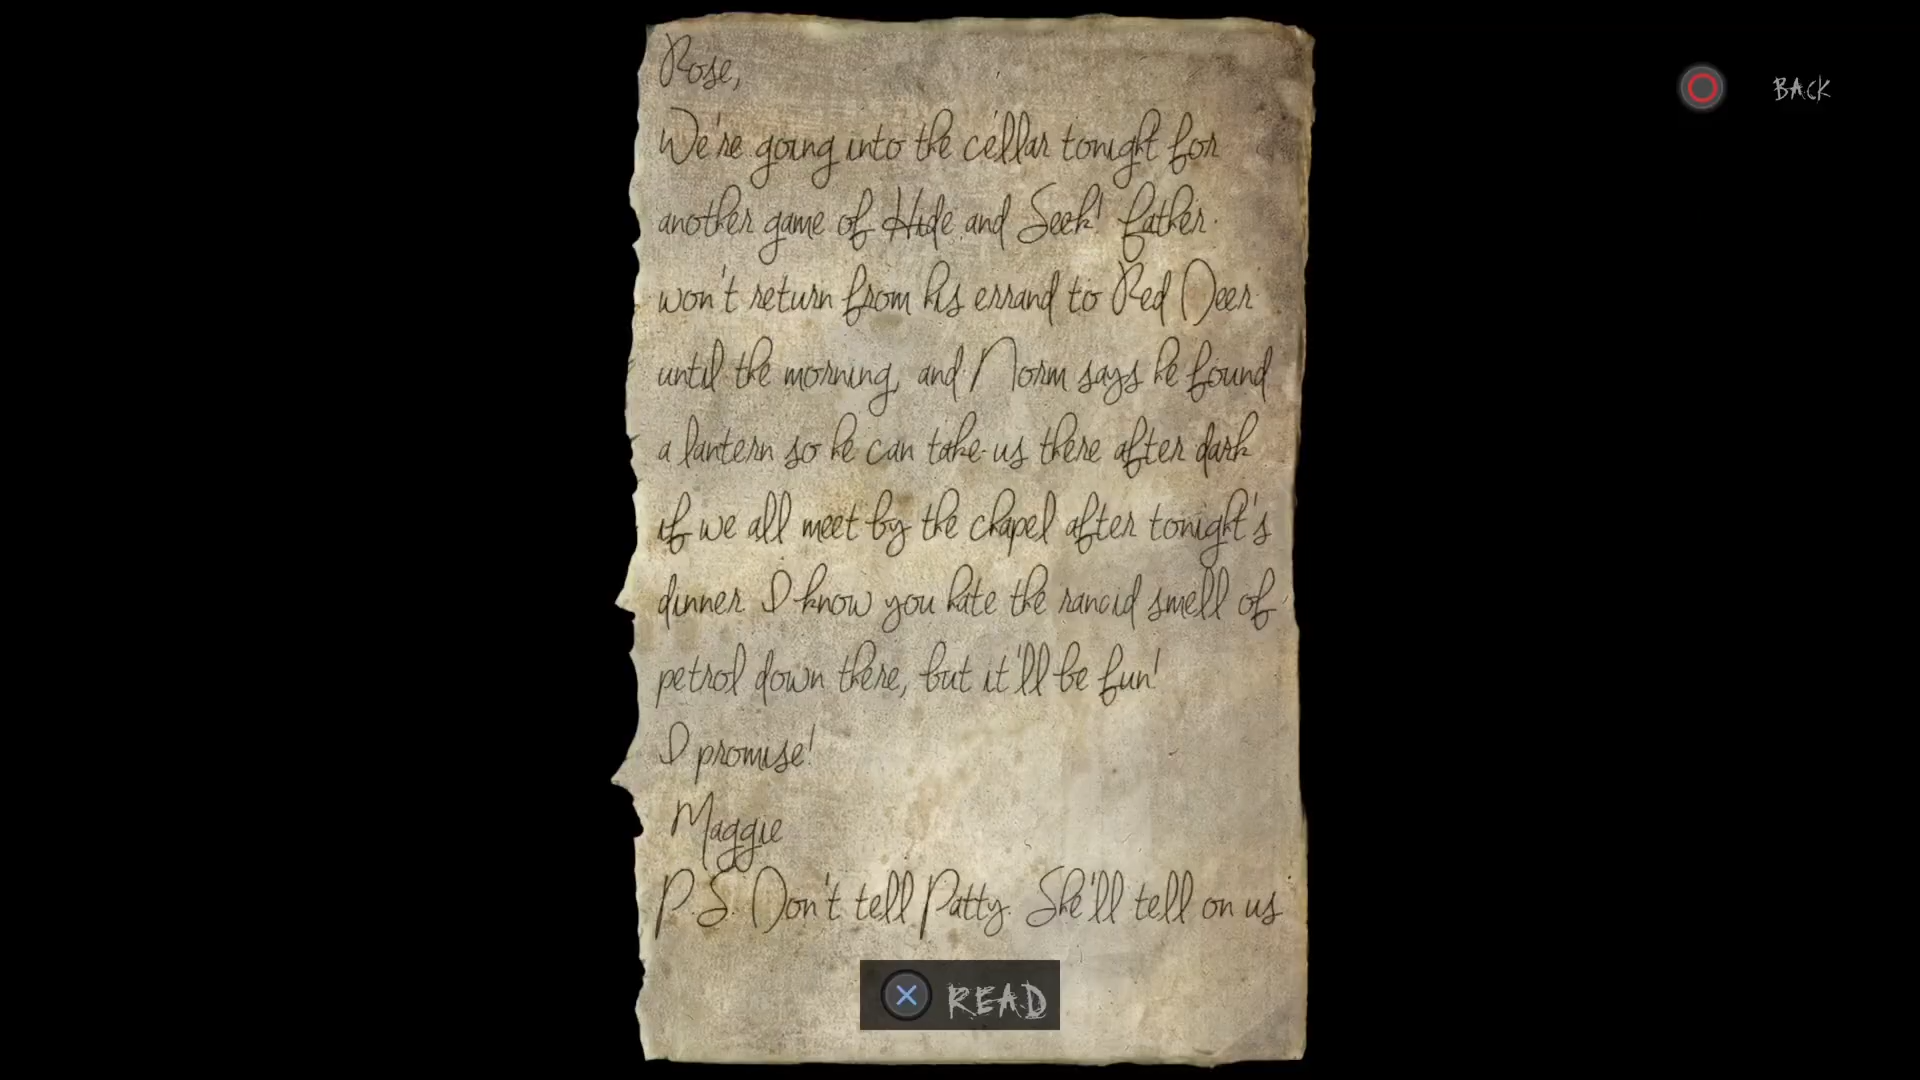 Rose,
BACK
We're going into the cellar tonight for
another game of Hide and Seek! Father
won't return from his errand to Red Deer
until the morning, and Norm says he found
a lantern so he can take us there after dark
if we all meet by the chapel after tonight's
dinner. I know you hate the rancid smell of
petrol down there, but it'll be fun!
I promise!
Maggie
P.S. Don't tell Patty. She'll tell on us
READ